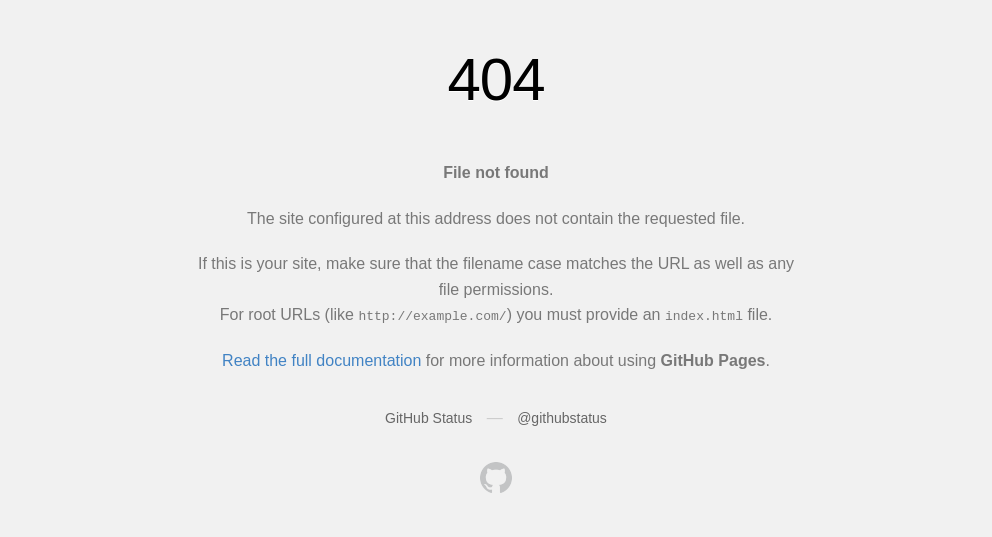 404
File not found
The site configured at this address does not contain the requested file.
If this is your site, make sure that the filename case matches the URL as well as any
file permissions.
For root URLs (like http://example.com/) you must provide an index.html file.
Read the full documentation for more information about using GitHub Pages.
GitHub Status — @githubstatus